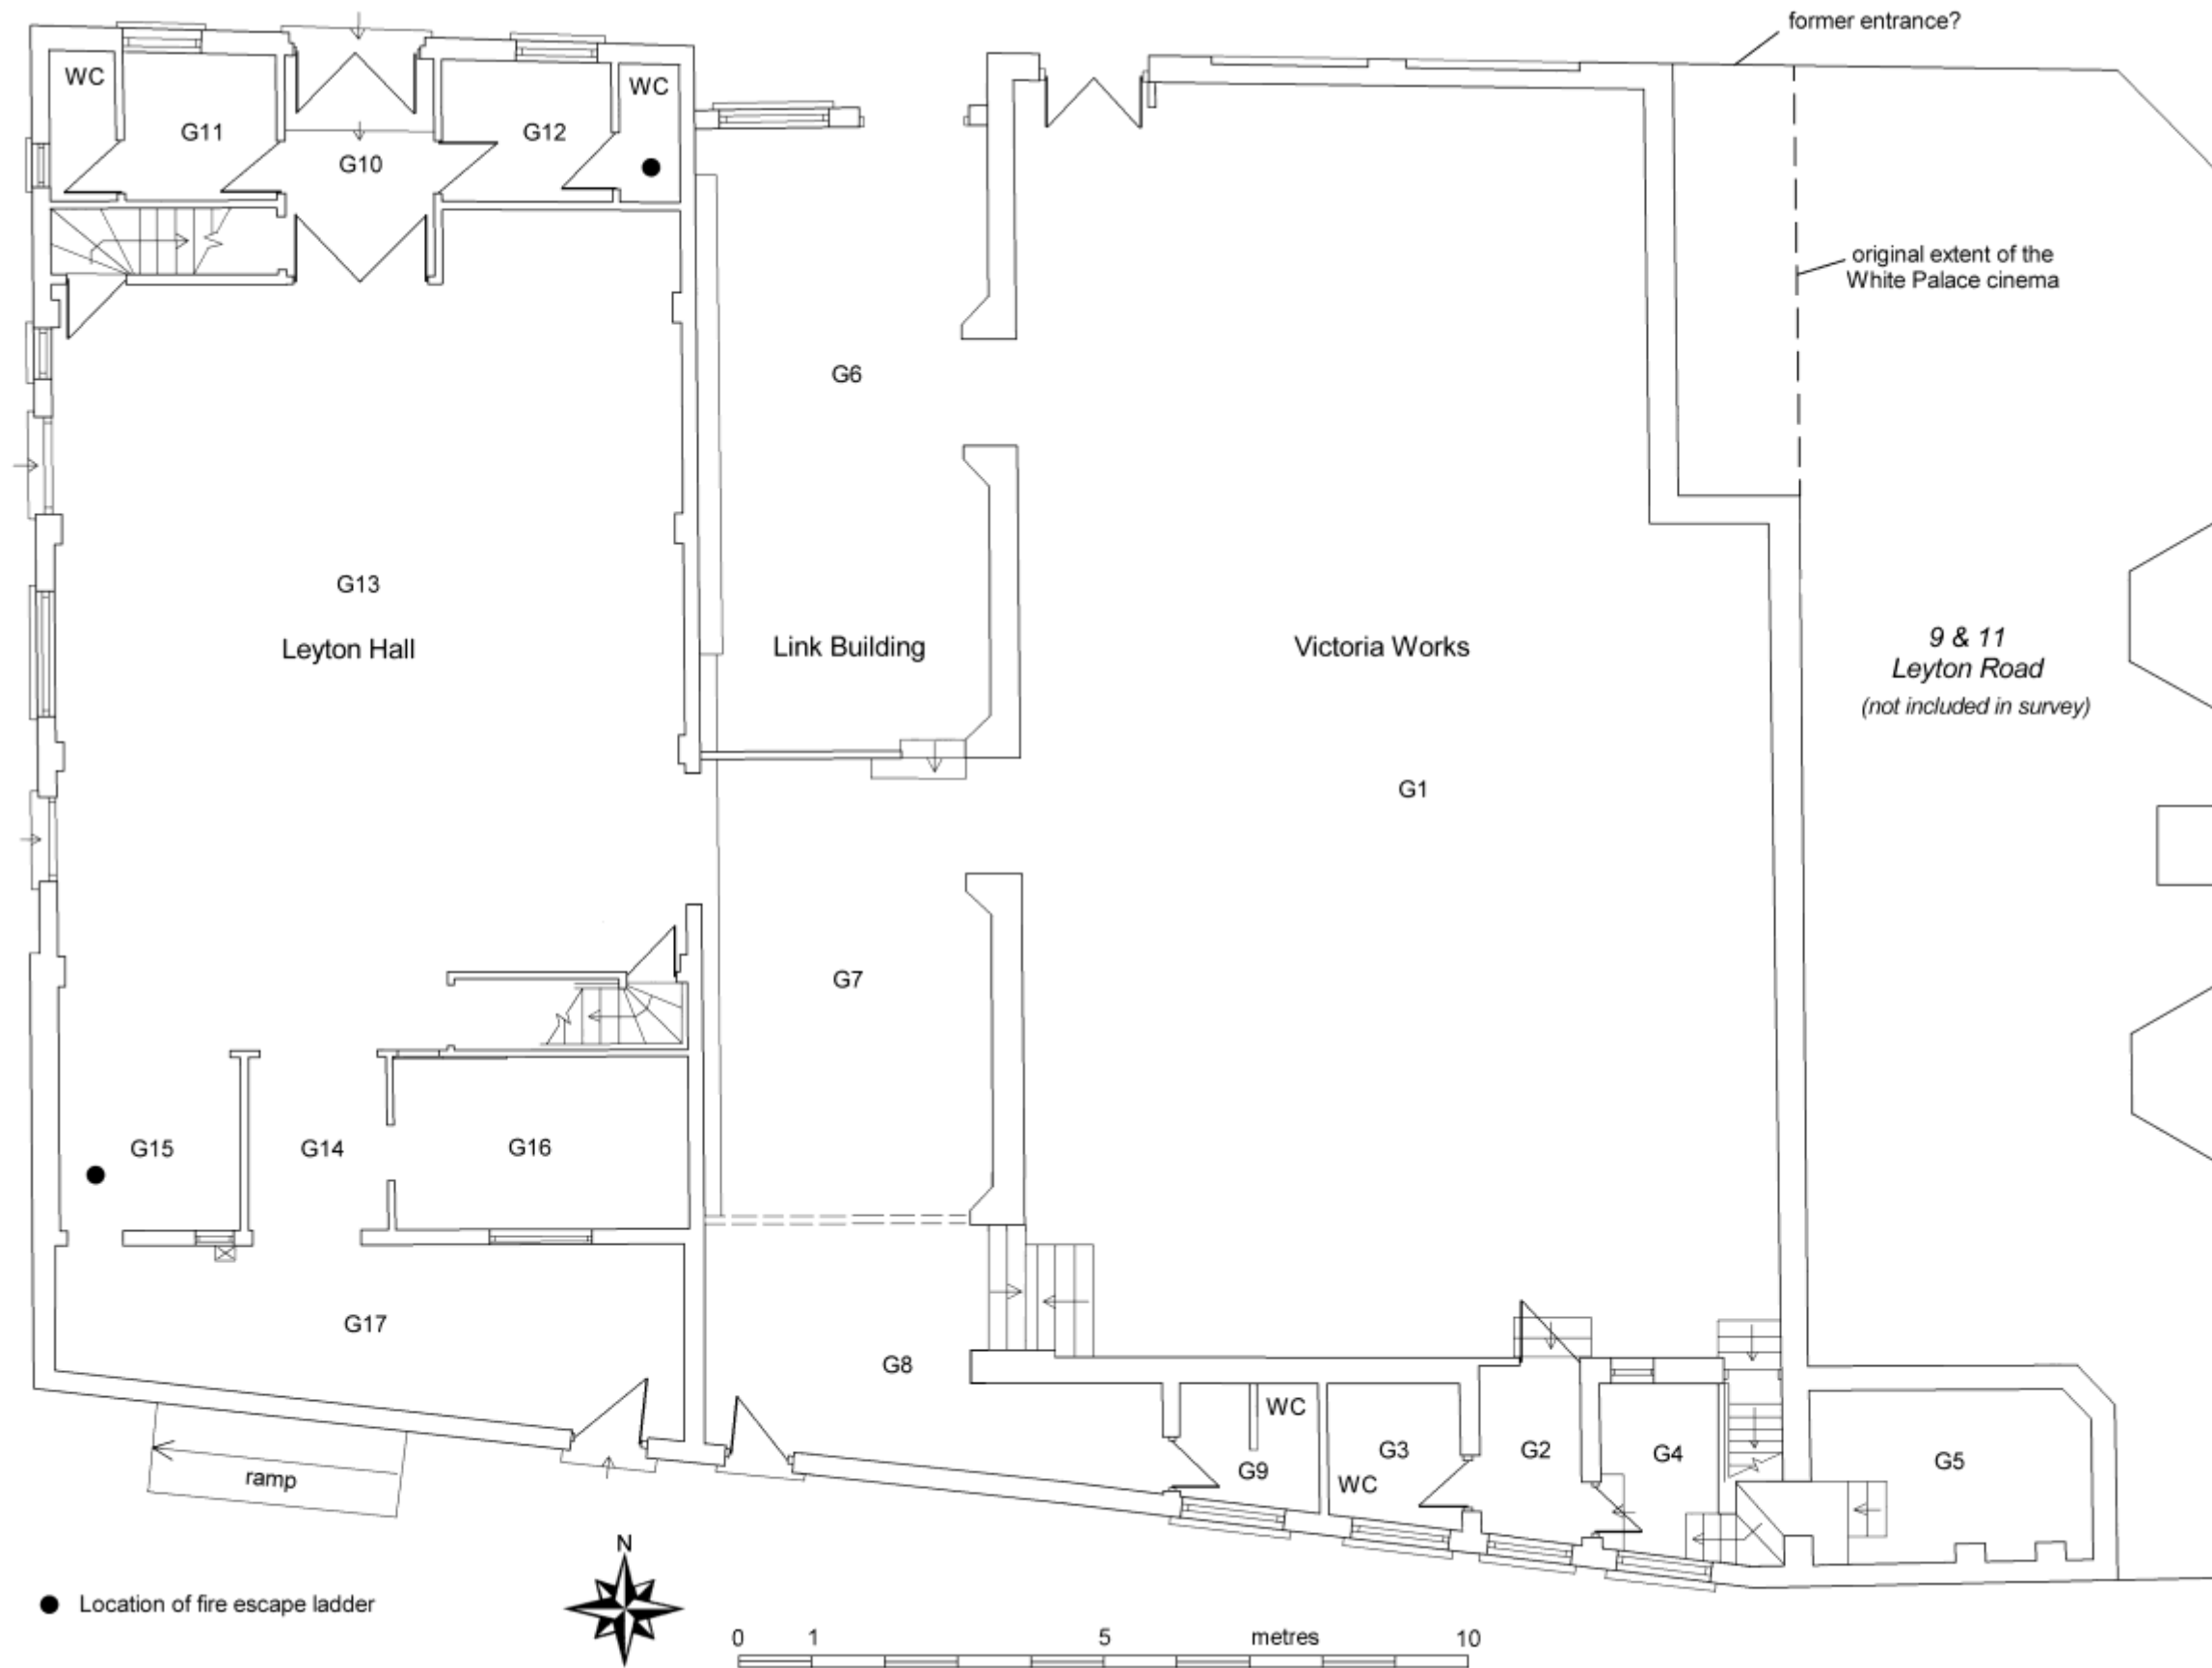 former entrance?
WC
WC
G11
G12
G10
original extent of the
White Palace cinema
G6
G13
Leyton Hall
Link Building
Victoria Works
9 & 11
Leyton Road
(not included in survey)
G1
G7
G15
G14
G16
G17
G8
WC
G3
G2
G4
G5
G9
WC
ramp
N
Location of fire escape ladder
0 1 5 metres 10